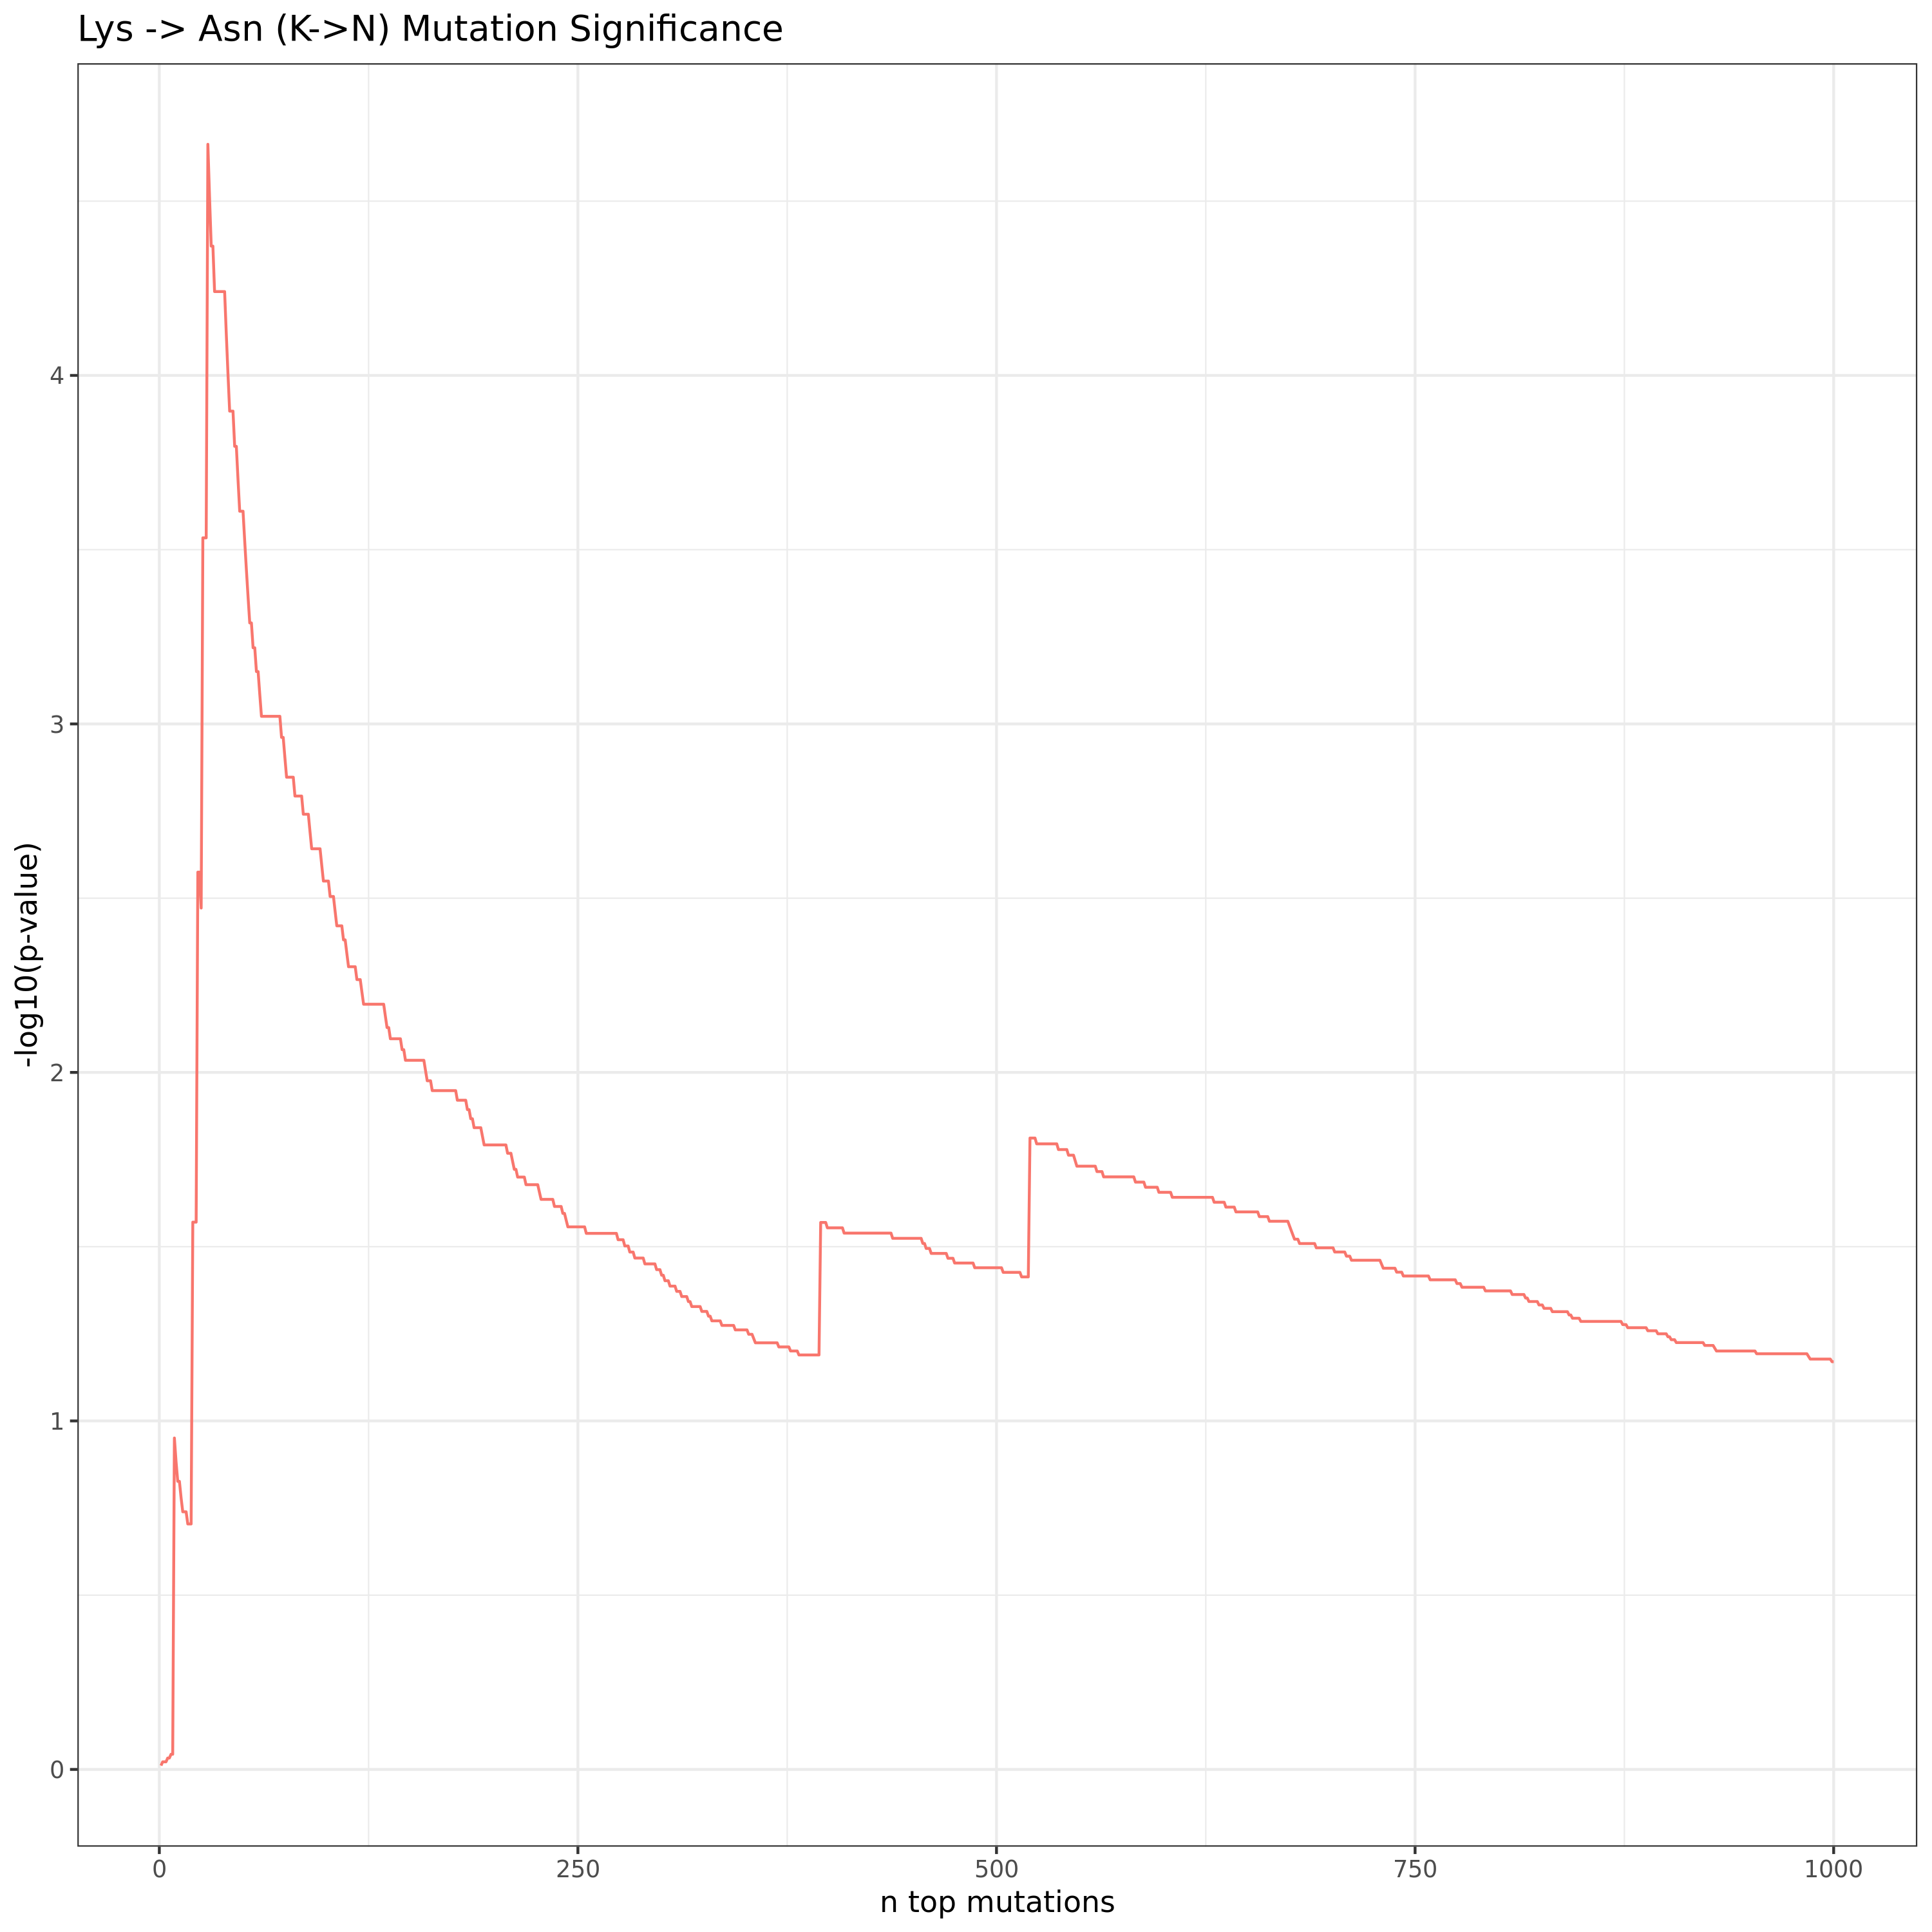 Lys -> Asn (K->N) Mutation Significance
-log10(p-value)
4
3
2
1
0
0 250 500 750 1000
n top mutations